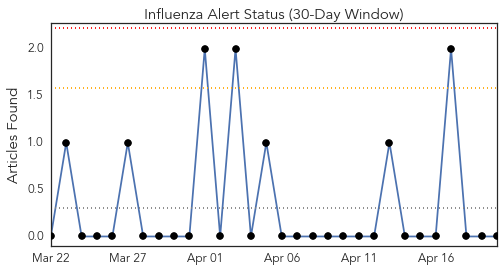 Influenza Alert Status (30-Day Window)
Articles Found
2.0
1.5
1.0
0.5
0.0
Mar 22 Mar 27 Apr 01 Apr 06 Apr 11 Apr 16